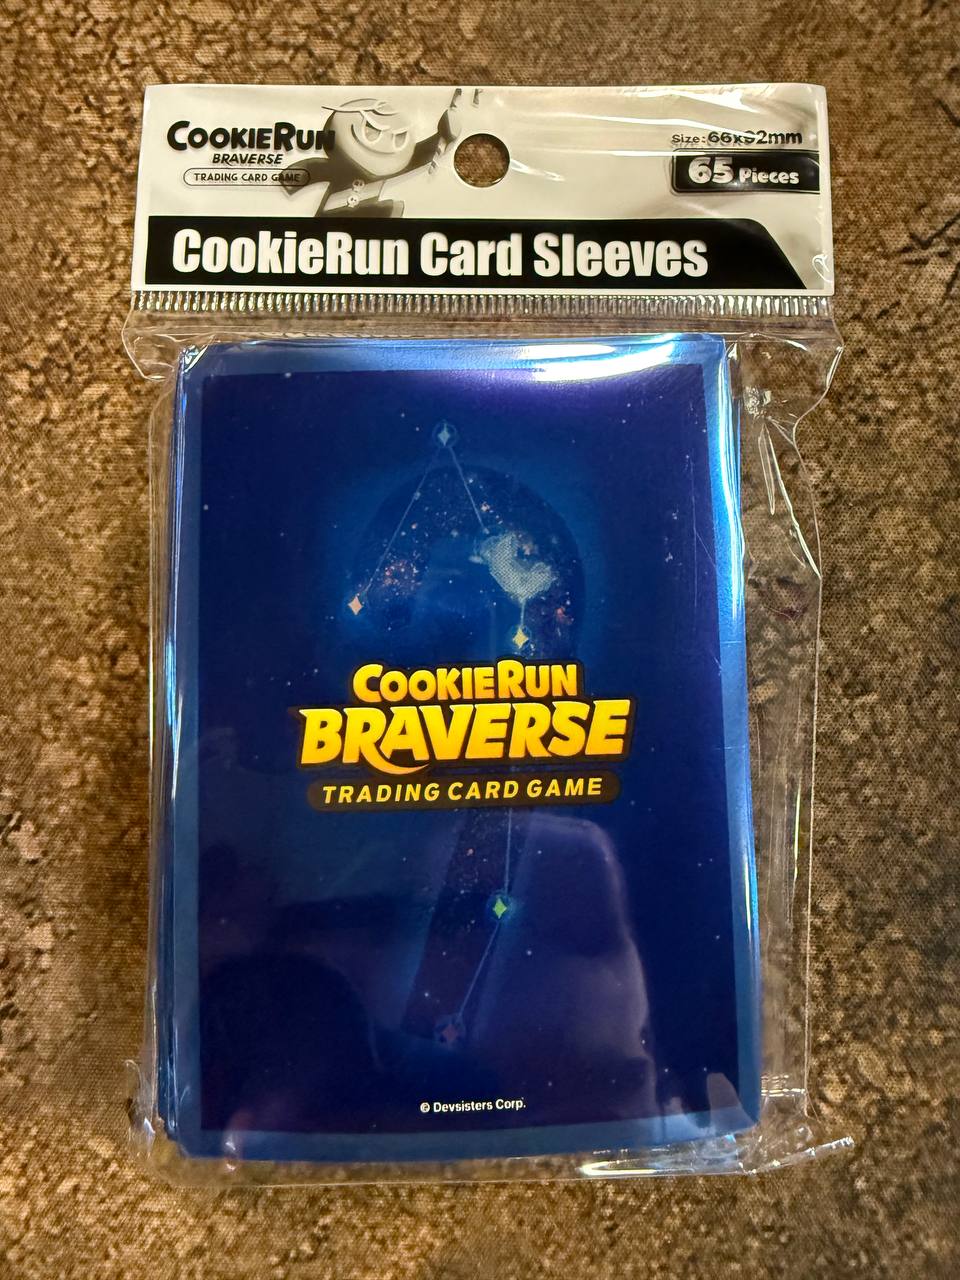 COOKIERUN
BRAVERSE
TRADING CARD GAME
Size: 66x92mm
65 Pieces
CookieRun Card Sleeves
COOKIERUN
BRAVERSE
TRADING CARD GAME
© Devsisters Corp.